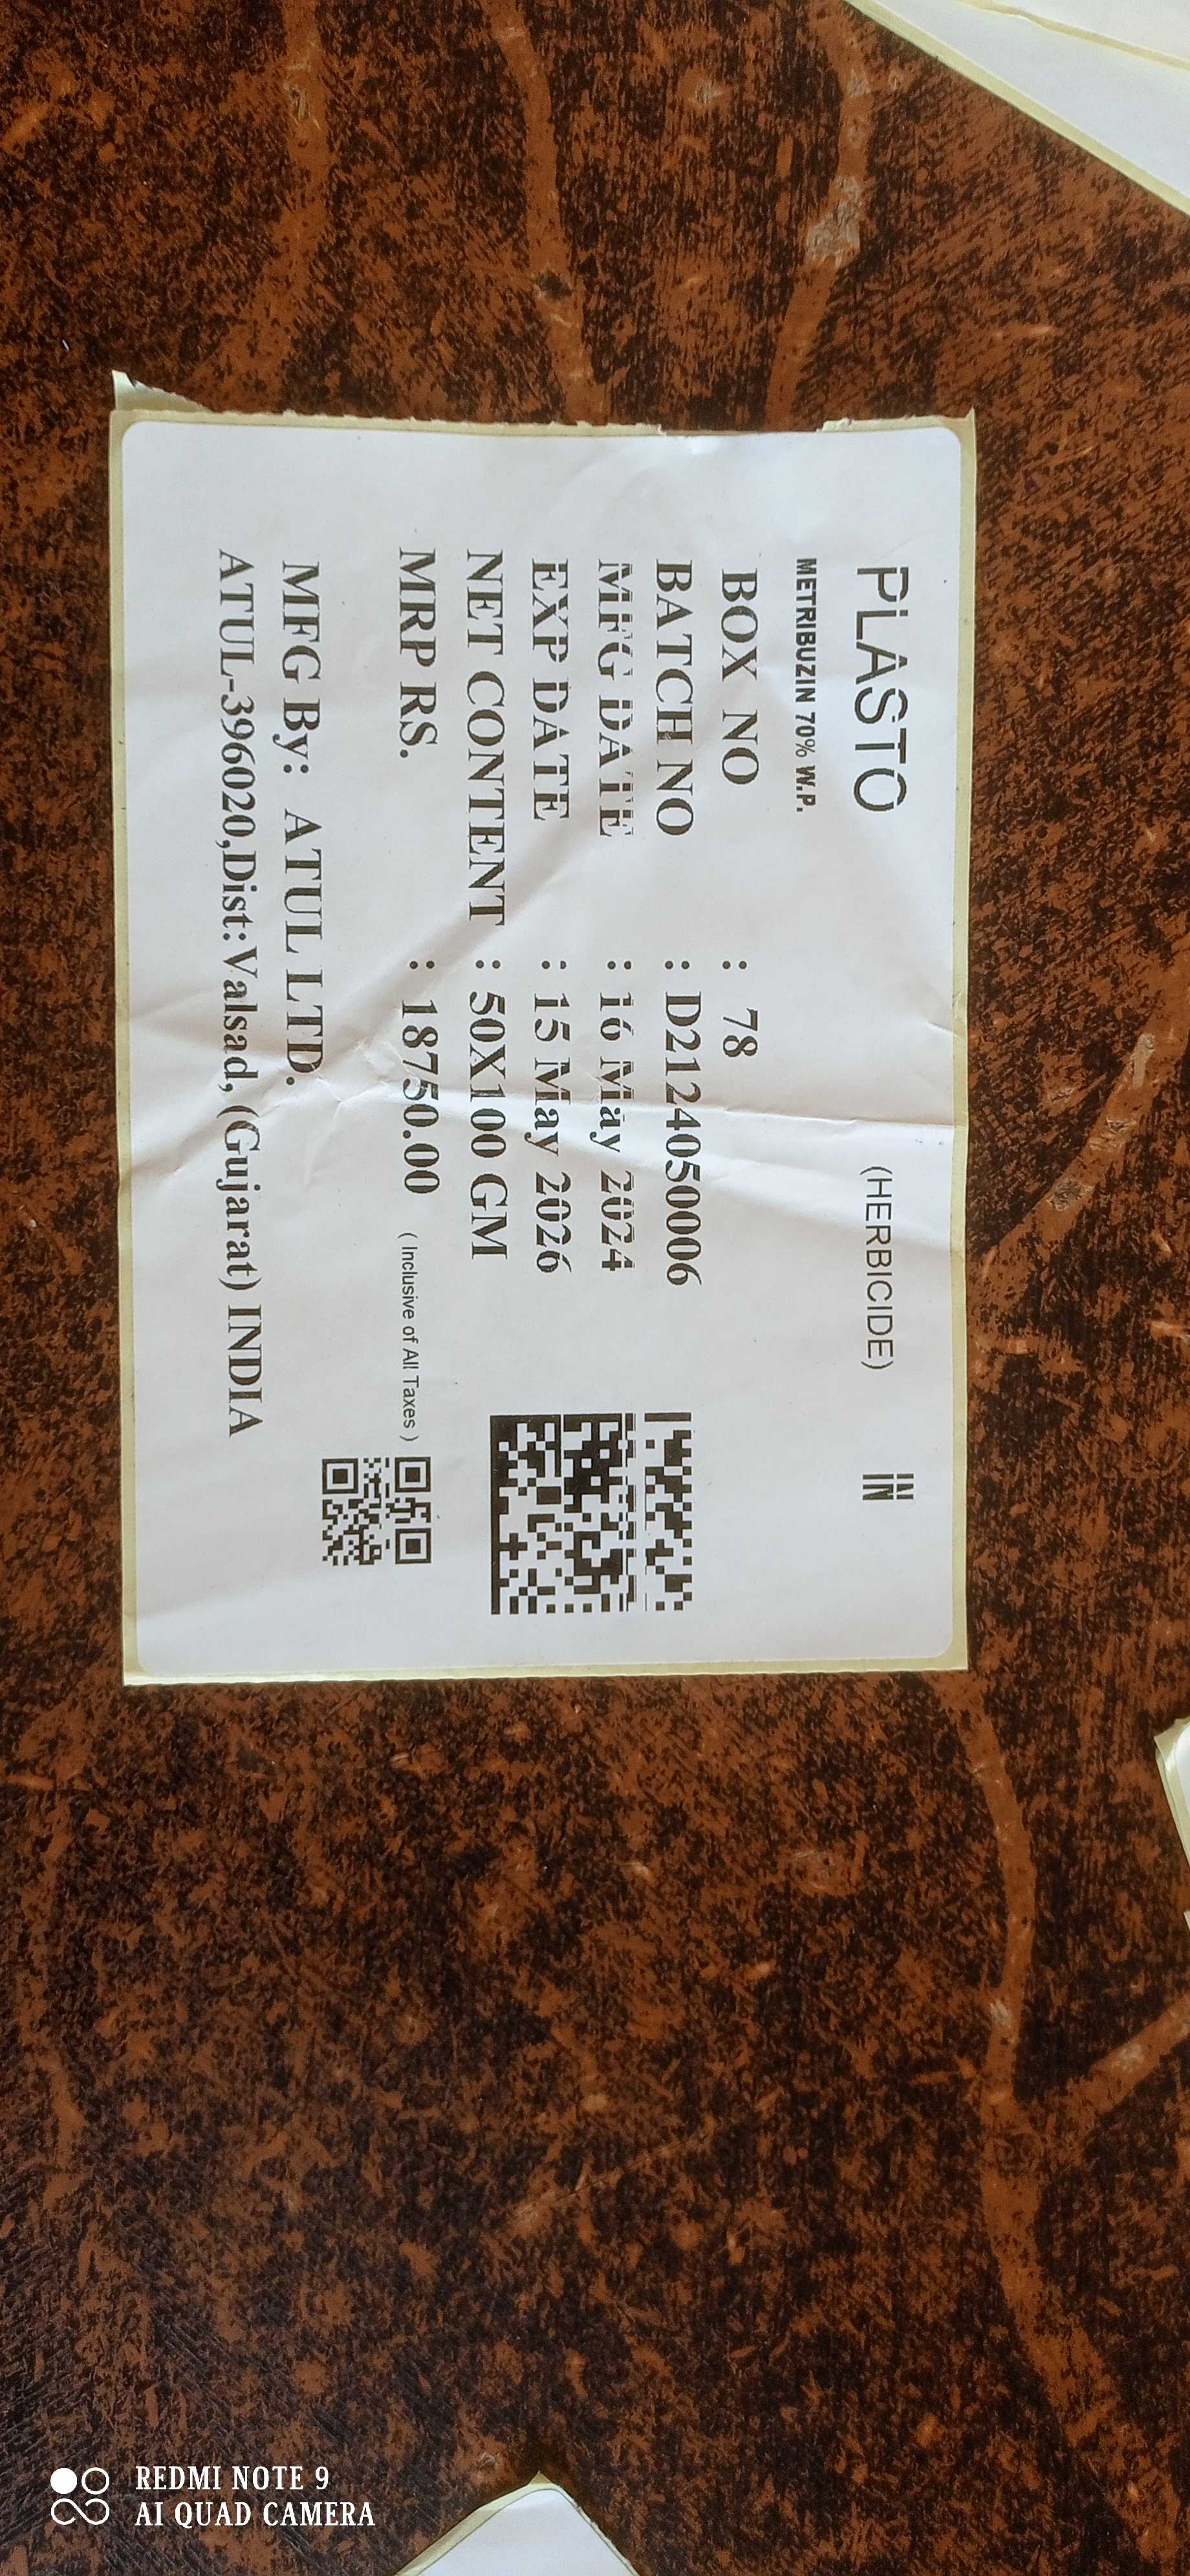 PLASTO (HERBICIDE) IN
METRIBUZIN 70% W.P.
BOX NO : 78
BATCH NO : D2124050006
MFG DATE : 16 May 2024
EXP DATE : 15 May 2026
NET CONTENT : 50X100 GM
MRP RS. : 18750.00 ( Inclusive of All Taxes )
MFG By: ATUL LTD.
ATUL-396020,Dist:Valsad, (Gujarat) INDIA
REDMI NOTE 9
AI QUAD CAMERA